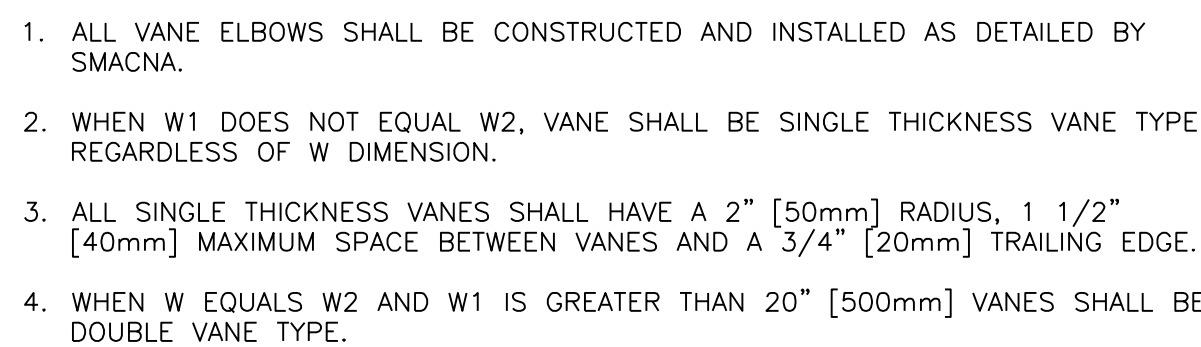 1. ALL VANE ELBOWS SHALL BE CONSTRUCTED AND INSTALLED AS DETAILED BY
SMACNA.
2. WHEN W1 DOES NOT EQUAL W2, VANE SHALL BE SINGLE THICKNESS VANE TYPE
REGARDLESS OF W DIMENSION.
3. ALL SINGLE THICKNESS VANES SHALL HAVE A 2" [50mm] RADIUS, 1 1/2"
[40mm] MAXIMUM SPACE BETWEEN VANES AND A 3/4" [20mm] TRAILING EDGE.
4. WHEN W EQUALS W2 AND W1 IS GREATER THAN 20" [500mm] VANES SHALL BE
DOUBLE VANE TYPE.